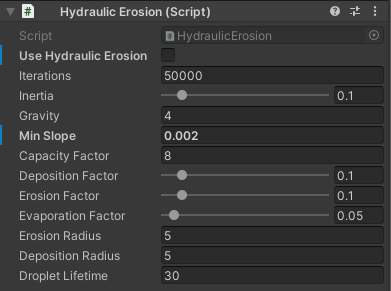 Hydraulic Erosion (Script)
Script HydraulicErosion
Use Hydraulic Erosion
Iterations 50000
Inertia 0.1
Gravity 4
Min Slope 0.002
Capacity Factor 8
Deposition Factor 0.1
Erosion Factor 0.1
Evaporation Factor 0.05
Erosion Radius 5
Deposition Radius 5
Droplet Lifetime 30